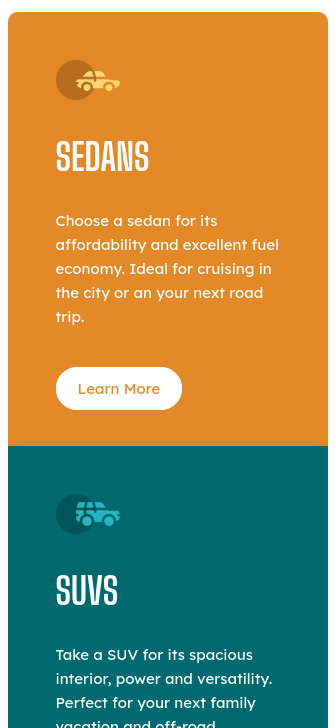 SEDANS
Choose a sedan for its
affordability and excellent fuel
economy. Ideal for cruising in
the city or an your next road
trip.
Learn More
SUVS
Take a SUV for its spacious
interior, power and versatility.
Perfect for your next family
vacation and off-road